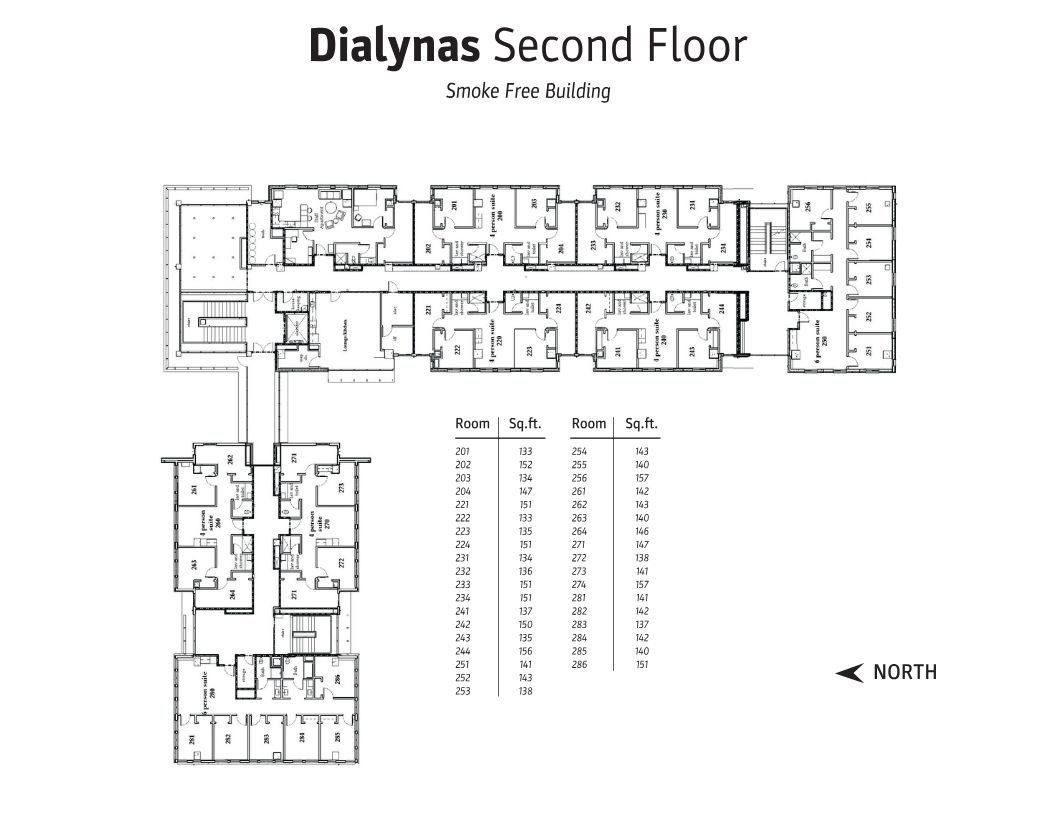 Dialynas Second Floor
Smoke Free Building
201
203
4 person suite
200
202
204
232
231
4 person suite
230
233
234
256
255
254
253
252
251
6 person suite
250
storage
Lounge/kitchen
221
224
222
223
4 person suite
220
242
244
241
243
4 person suite
240
262
261
4 person suite
260
263
264
274
273
4 person suite
270
272
271
6 person suite
280
storage
286
281
282
283
284
285
Room Sq.ft. Room Sq.ft.
201 133 254 143
202 152 255 140
203 134 256 157
204 147 261 142
221 151 262 143
222 133 263 140
223 135 264 146
224 151 271 147
231 134 272 138
232 136 273 141
233 151 274 157
234 151 281 141
241 137 282 142
242 150 283 137
243 135 284 142
244 156 285 140
251 141 286 151
252 143
253 138
NORTH